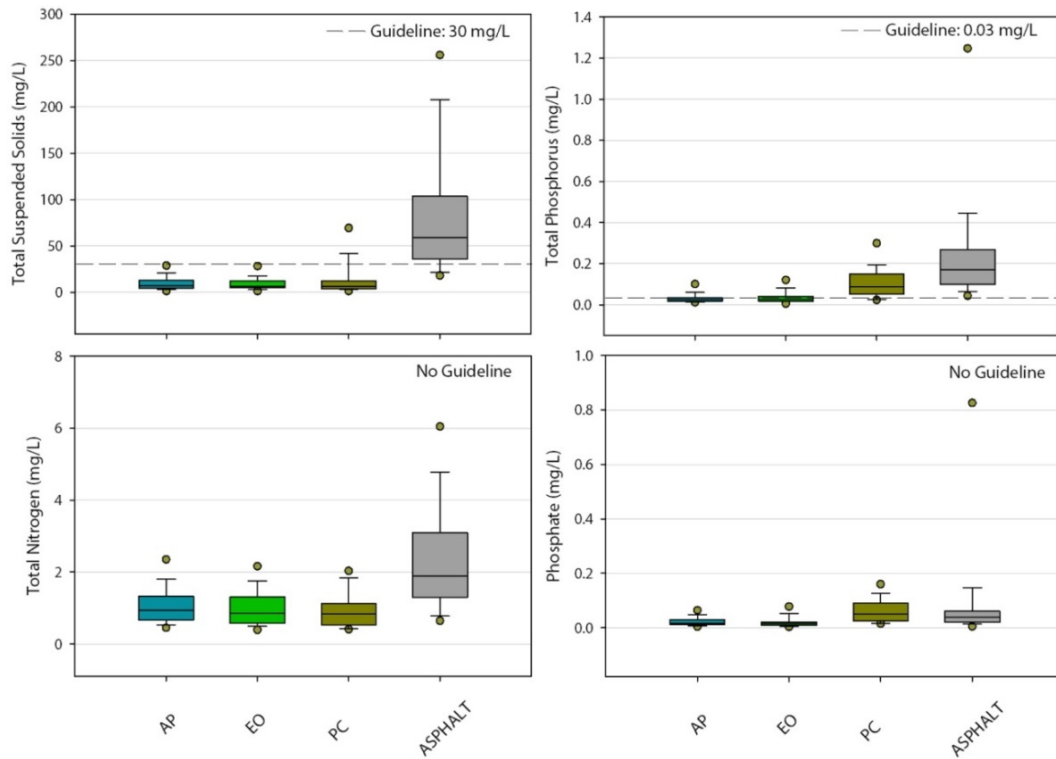 Guideline: 30 mg/L
Total Suspended Solids (mg/L)
300
250
200
150
100
50
0
Guideline: 0.03 mg/L
Total Phosphorus (mg/L)
1.4
1.2
1.0
0.8
0.6
0.4
0.2
0.0
No Guideline
Total Nitrogen (mg/L)
8
6
4
2
0
AP
EO
PC
ASPHALT
No Guideline
Phosphate (mg/L)
1.0
0.8
0.6
0.4
0.2
0.0
AP
EO
PC
ASPHALT